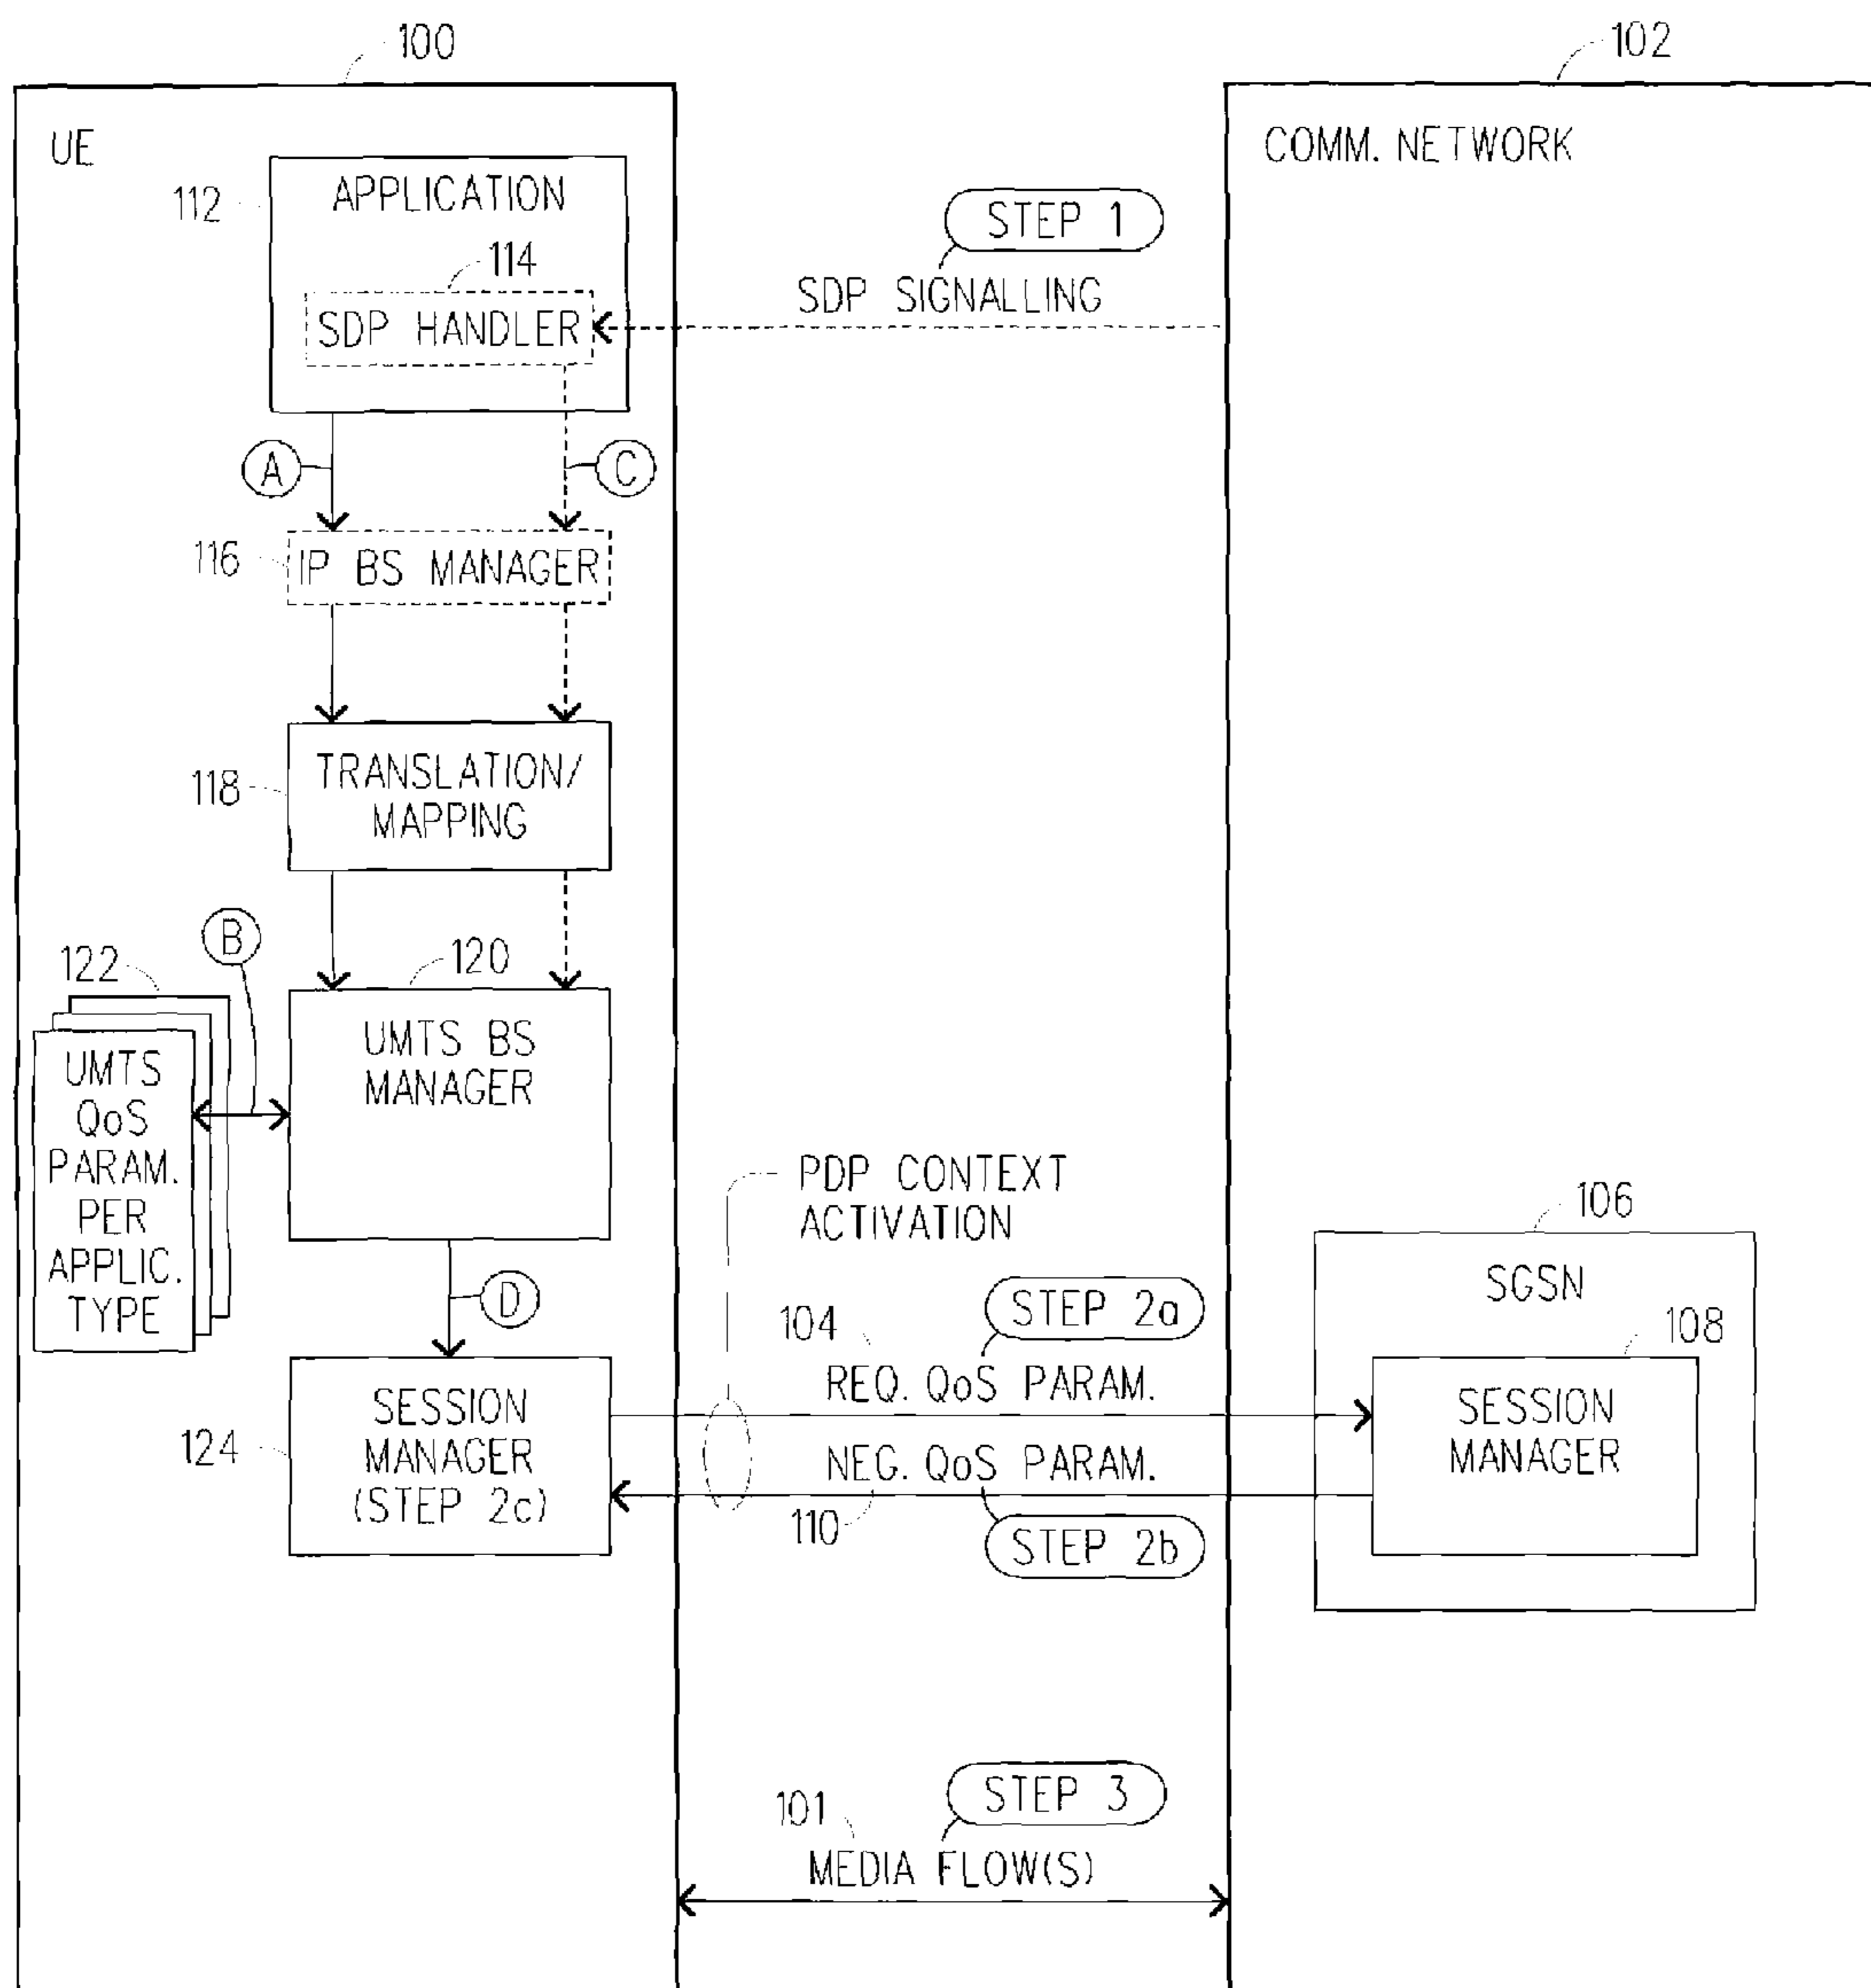 100
102
UE
COMM. NETWORK
112
APPLICATION
STEP 1
114
SDP SIGNALLING
SDP HANDLER
A
C
116
IP BS MANAGER
118
TRANSLATION/
MAPPING
B
122
120
UMTS BS
MANAGER
UMTS
QoS
PARAM.
PER
APPLIC.
TYPE
PDP CONTEXT
ACTIVATION
106
SGSN
D
104
STEP 2a
108
REQ. QoS PARAM.
124
SESSION
MANAGER
(STEP 2c)
SESSION
MANAGER
NEG. QoS PARAM.
110
STEP 2b
STEP 3
101
MEDIA FLOW(S)